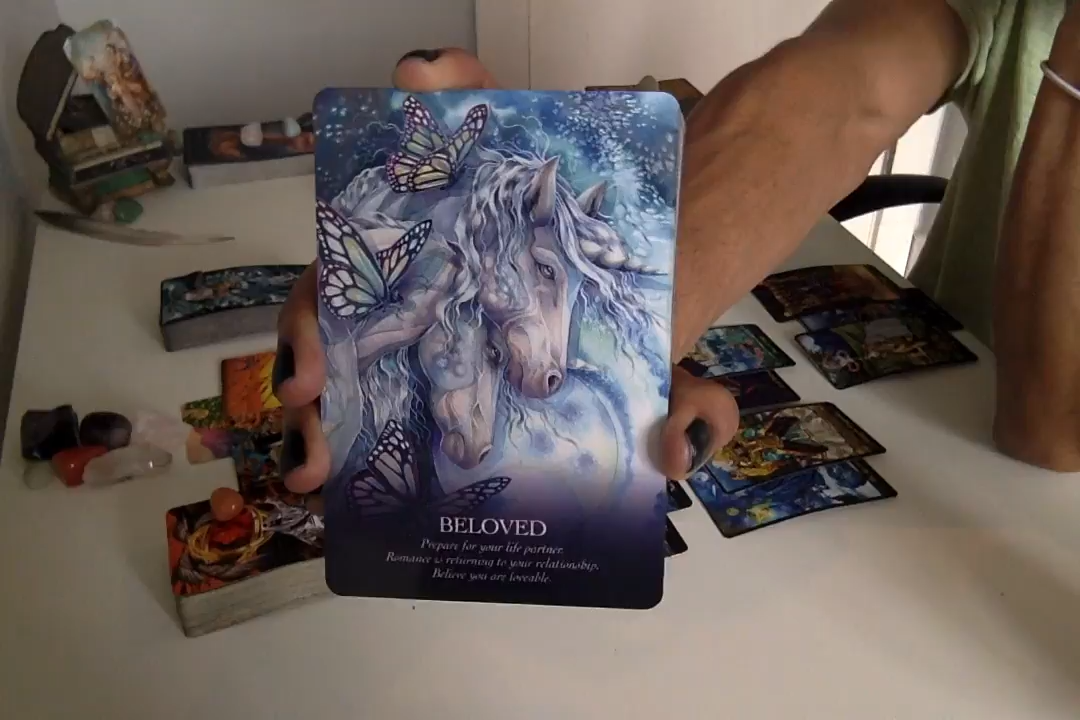 BELOVED
Prepare for your life partner.
Romance is returning to your relationship.
Believe you are loveable.